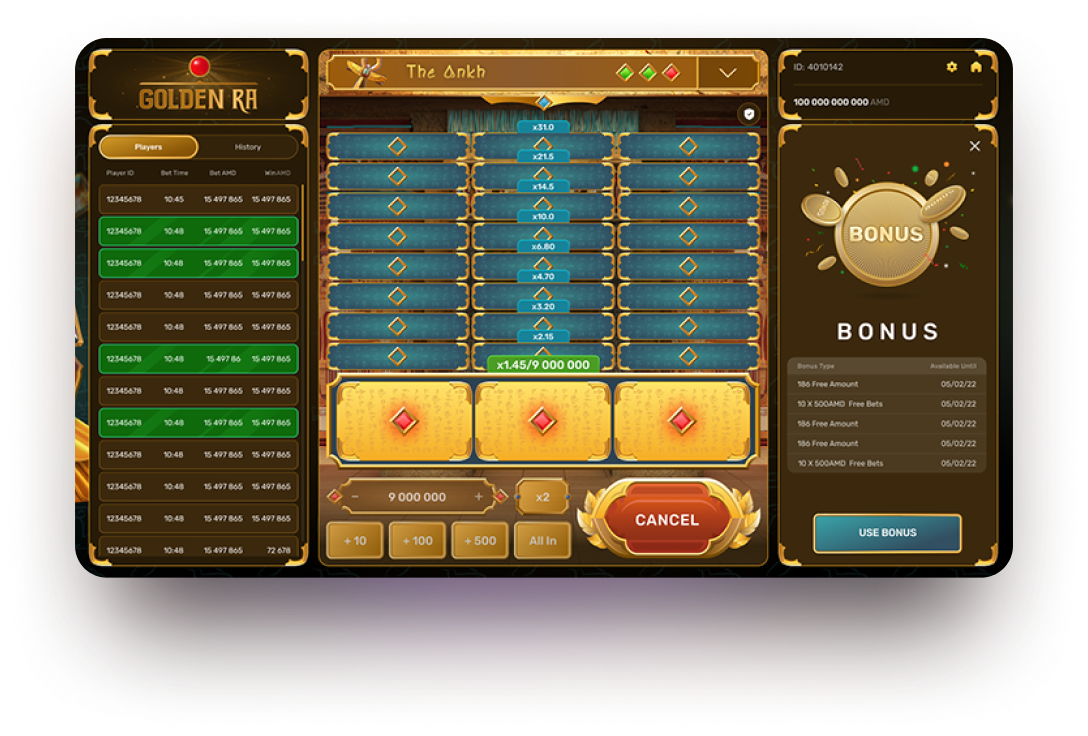 GOLDEN RA
Players History
Player ID Bet Time Bet AMD Win AMD
12345678 10:45 15 497 865 15 497 865
12345678 10:48 15 497 865 15 497 865
12345678 10:48 15 497 865 15 497 865
12345678 10:48 15 497 865 15 497 865
12345678 10:48 15 497 865 15 497 865
12345678 10:48 15 497 86 15 497 865
12345678 10:48 15 497 865 15 497 865
12345678 10:48 15 497 865 15 497 865
12345678 10:48 15 497 865 15 497 865
12345678 10:48 15 497 865 15 497 865
12345678 10:48 15 497 865 15 497 865
12345678 10:48 15 497 865 72 678
The Ankh
x31.0
x21.5
x14.5
x10.0
x6.80
x4.70
x3.20
x2.15
x1.45/9 000 000
− 9 000 000 + x2
+ 10 + 100 + 500 All In
CANCEL
ID: 4010142
100 000 000 000 AMD
BONUS
BONUS
Bonus Type Available Until
186 Free Amount 05/02/22
10 X 500AMD Free Bets 05/02/22
186 Free Amount 05/02/22
186 Free Amount 05/02/22
10 X 500AMD Free Bets 05/02/22
USE BONUS